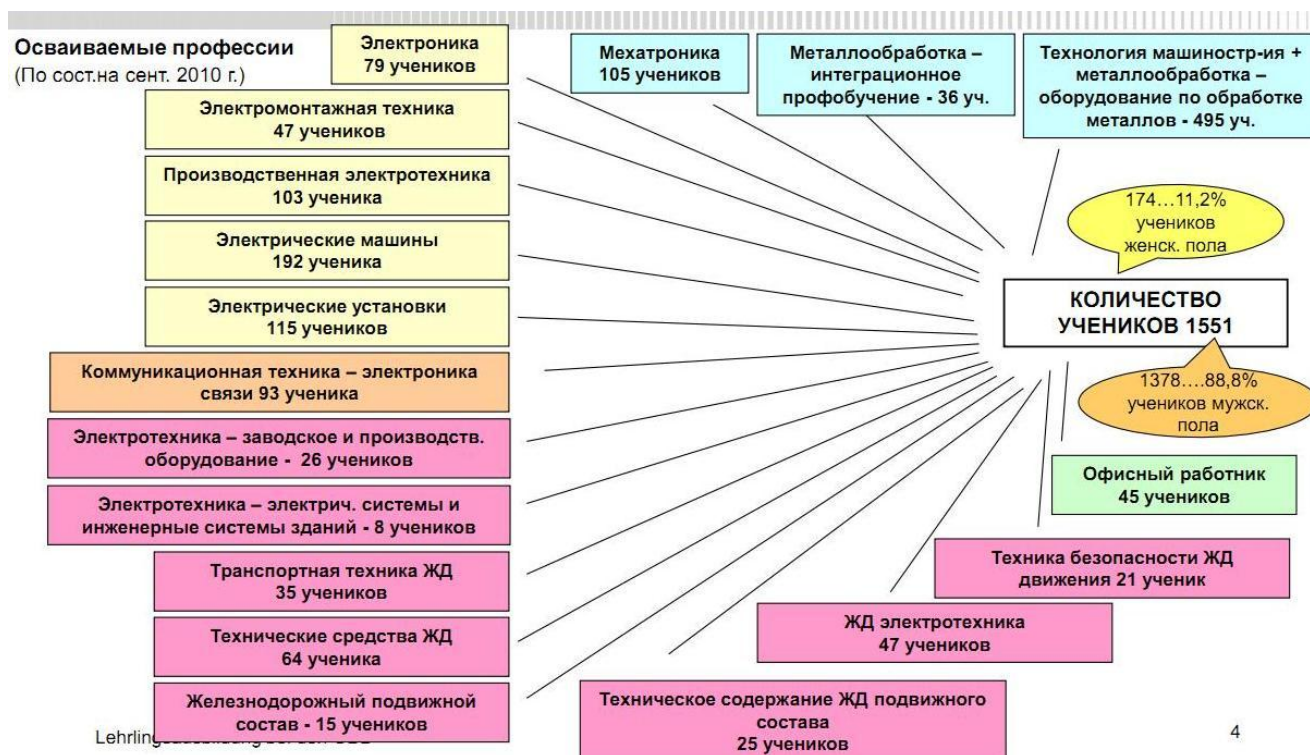 Осваиваемые профессии
(По сост.на сент. 2010 г.)
Электроника
79 учеников
Электромонтажная техника
47 учеников
Производственная электротехника
103 ученика
Электрические машины
192 ученика
Электрические установки
115 учеников
Коммуникационная техника – электроника
связи 93 ученика
Электротехника – заводское и производств.
оборудование - 26 учеников
Электротехника – электрич. системы и
инженерные системы зданий - 8 учеников
Транспортная техника ЖД
35 учеников
Технические средства ЖД
64 ученика
Железнодорожный подвижной
состав - 15 учеников
Мехатроника
105 учеников
Металлообработка –
интеграционное
профобучение - 36 уч.
Технология машиностр-ия +
металлообработка –
оборудование по обработке
металлов - 495 уч.
174…11,2%
учеников
женск. пола
КОЛИЧЕСТВО
УЧЕНИКОВ 1551
1378….88,8%
учеников мужск.
пола
Офисный работник
45 учеников
Техника безопасности ЖД
движения 21 ученик
ЖД электротехника
47 учеников
Техническое содержание ЖД подвижного
состава
25 учеников
4